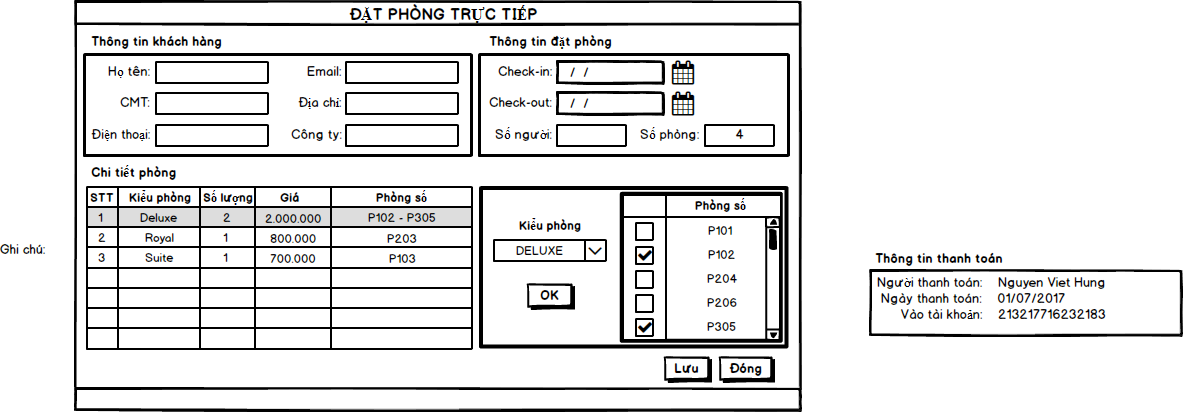 ĐẶT PHÒNG TRỰC TIẾP
Thông tin khách hàng
Họ tên:
Email:
CMT:
Địa chỉ:
Điện thoại:
Công ty:
Thông tin đặt phòng
Check-in: / /
Check-out: / /
Số người:
Số phòng: 4
Chi tiết phòng
STT Kiểu phòng Số lượng Giá Phòng số
1 Deluxe 2 2.000.000 P102 - P305
2 Royal 1 800.000 P203
3 Suite 1 700.000 P103
Kiểu phòng
DELUXE
OK
Phòng số
P101
P102
P204
P206
P305
Lưu
Đóng
Ghi chú:
Thông tin thanh toán
Người thanh toán: Nguyen Viet Hung
Ngày thanh toán: 01/07/2017
Vào tài khoản: 213217716232183